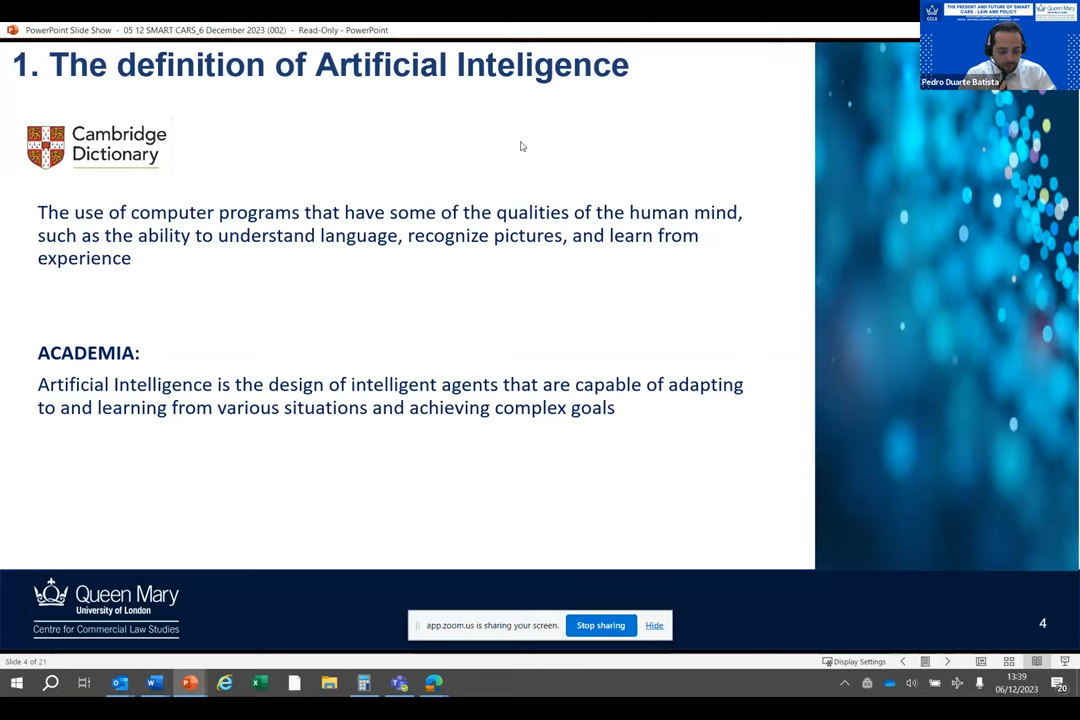 PowerPoint Slide Show - 05 12 SMART CARS_6 December 2023 (002) - Read-Only - PowerPoint
CCLS
THE PRESENT AND FUTURE OF SMART
CARS - LAW AND POLICY
Queen Mary
Pedro Duarte Batista
1. The definition of Artificial Inteligence
Cambridge
Dictionary
The use of computer programs that have some of the qualities of the human mind,
such as the ability to understand language, recognize pictures, and learn from
experience
ACADEMIA:
Artificial Intelligence is the design of intelligent agents that are capable of adapting
to and learning from various situations and achieving complex goals
Queen Mary
University of London
Centre for Commercial Law Studies
app.zoom.us is sharing your screen.
Stop sharing
Hide
4
Slide 4 of 21
Display Settings
13:39
06/12/2023
20